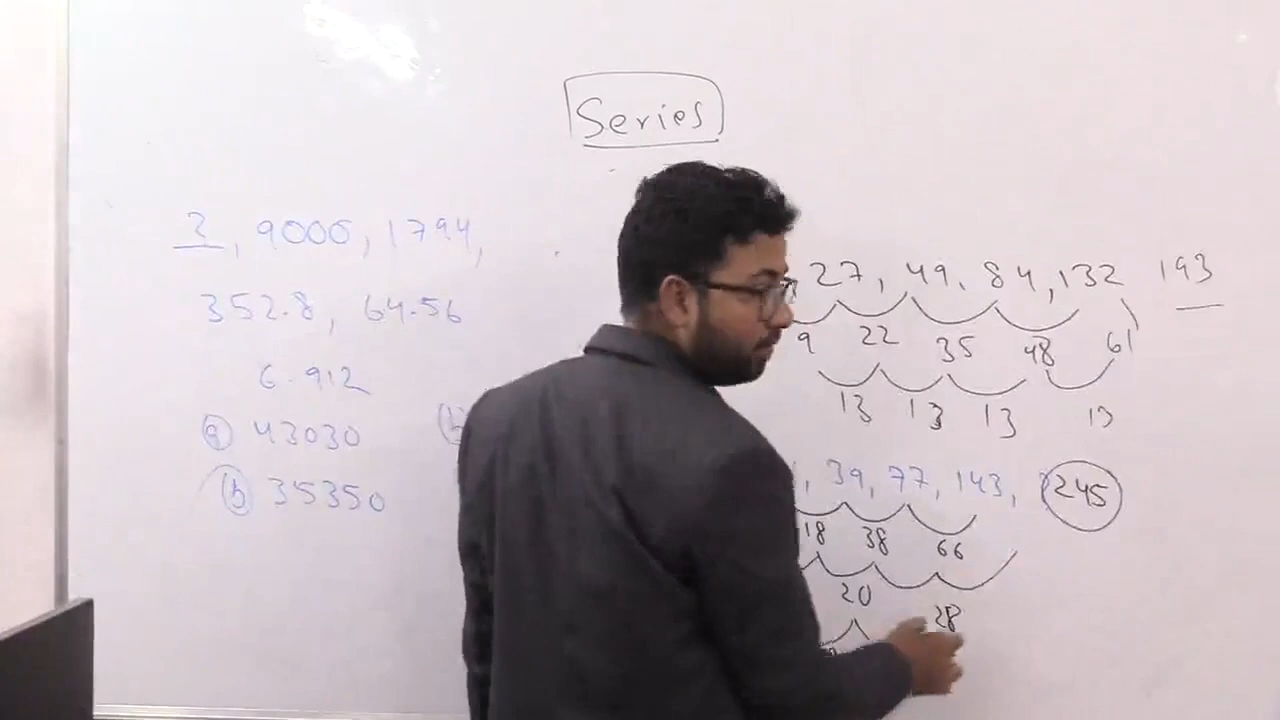 Series
?, 9000, 1794,
352.8, 64.56
6.912
(a) 43030 (b
(b) 35350
27, 49, 84, 132 193
9 22 35 48 61
13 13 13 13
, 39, 77, 143, 245
18 38 66
20 28